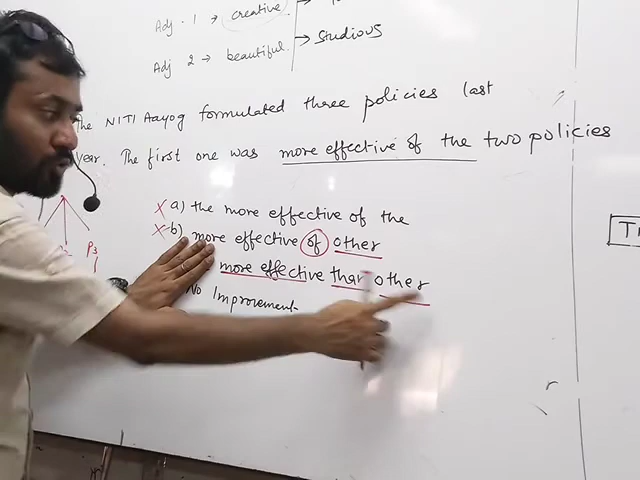 Adj. 1 → creative.
Adj 2 → beautiful. → Studious
The NITI Aayog formulated three policies last
year. The first one was more effective of the two policies
X a) the more effective of the
X b) more effective of other
more effective than other
No Improvement
P3